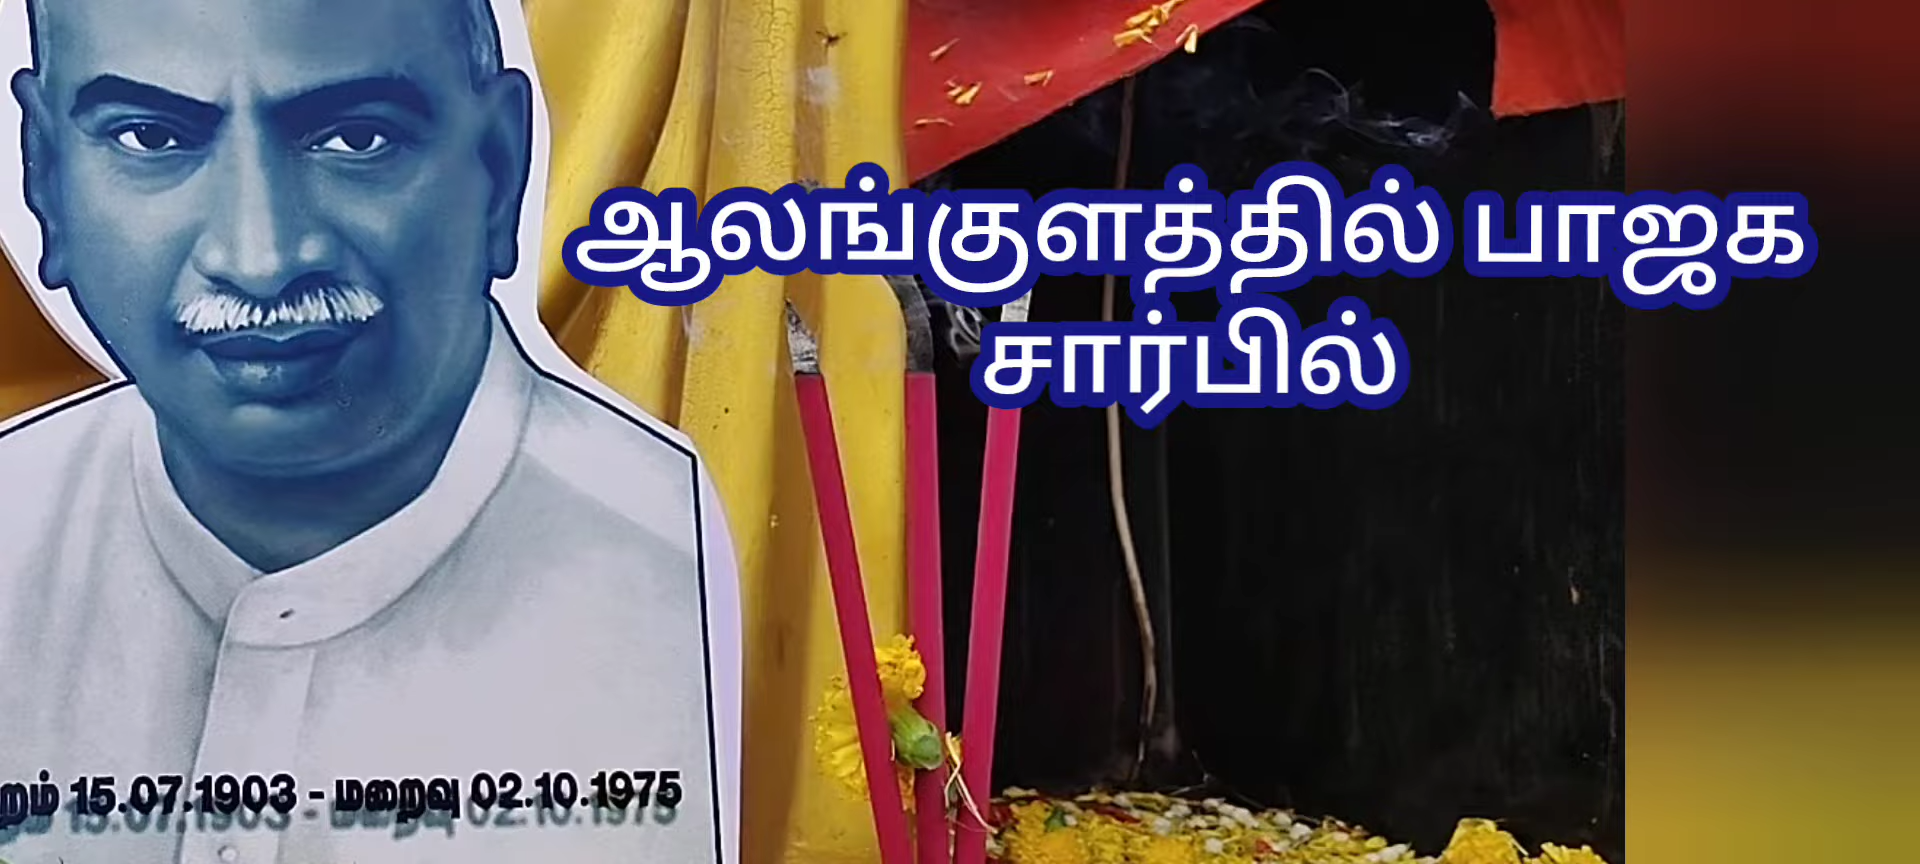 ஆலங்குளத்தில் பாஜக
சார்பில்
15.07.1903 - மறைவு 02.10.1975